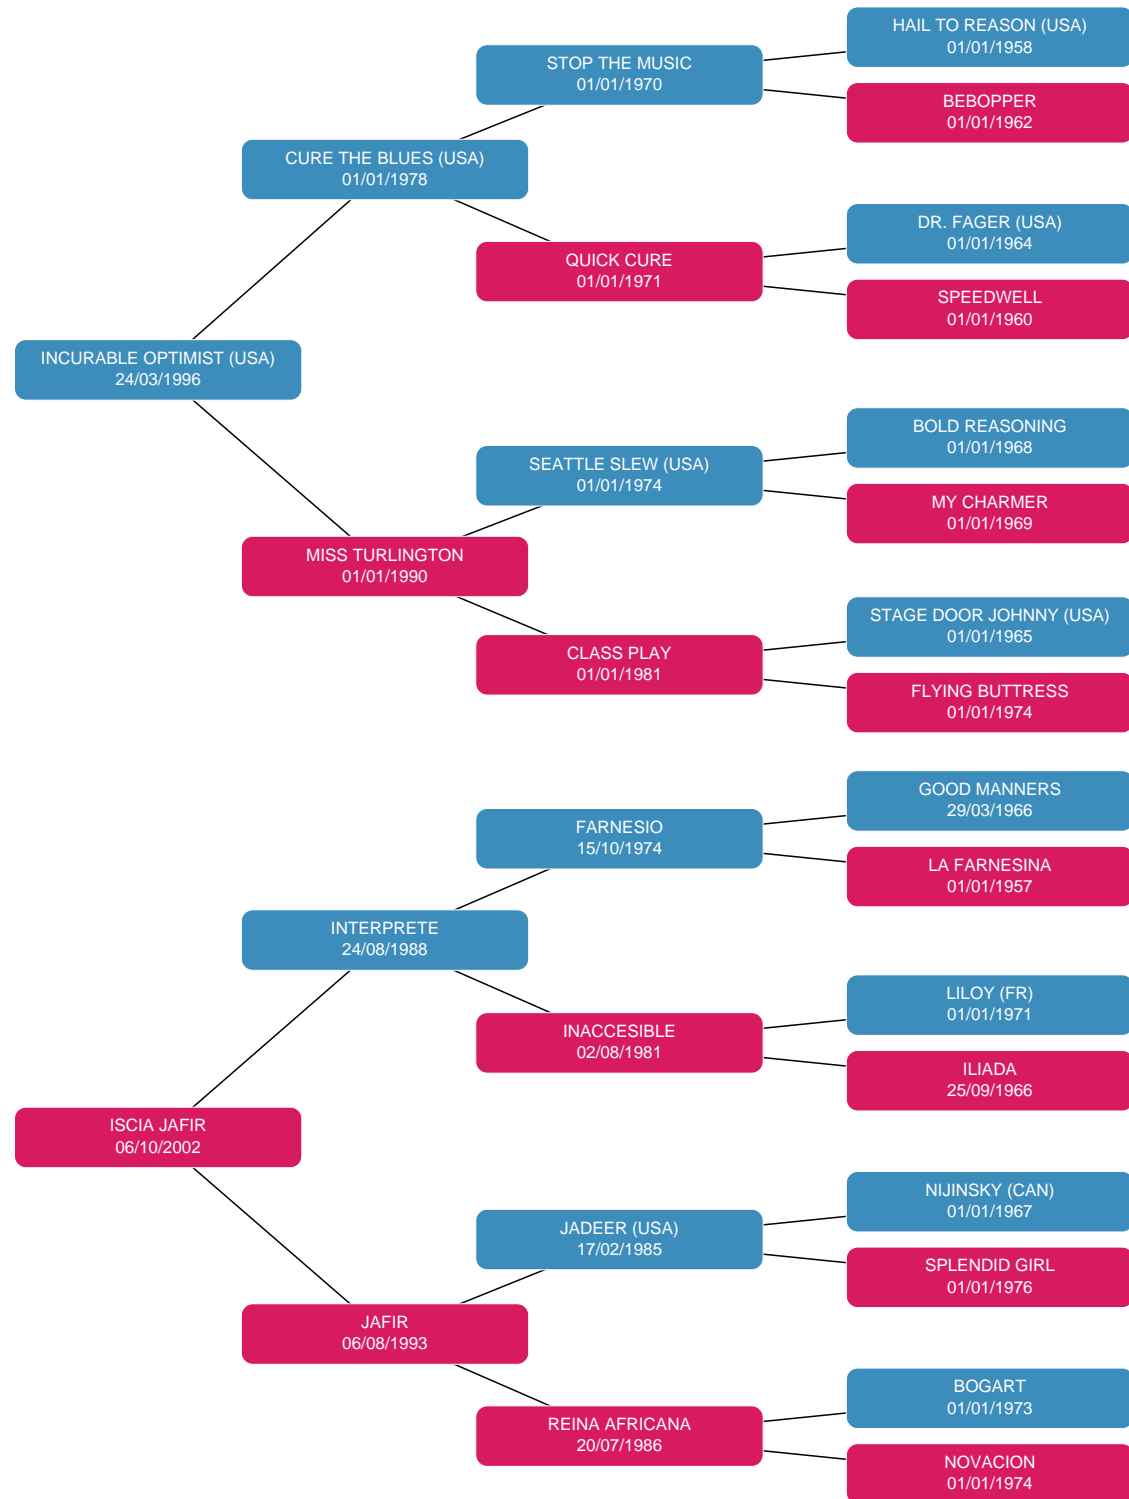 HAIL TO REASON (USA)
01/01/1958
STOP THE MUSIC
01/01/1970
BEBOPPER
01/01/1962
CURE THE BLUES (USA)
01/01/1978
DR. FAGER (USA)
01/01/1964
QUICK CURE
01/01/1971
SPEEDWELL
01/01/1960
INCURABLE OPTIMIST (USA)
24/03/1996
BOLD REASONING
01/01/1968
SEATTLE SLEW (USA)
01/01/1974
MY CHARMER
01/01/1969
MISS TURLINGTON
01/01/1990
STAGE DOOR JOHNNY (USA)
01/01/1965
CLASS PLAY
01/01/1981
FLYING BUTTRESS
01/01/1974
GOOD MANNERS
29/03/1966
FARNESIO
15/10/1974
LA FARNESINA
01/01/1957
INTERPRETE
24/08/1988
LILOY (FR)
01/01/1971
INACCESIBLE
02/08/1981
ILIADA
25/09/1966
ISCIA JAFIR
06/10/2002
NIJINSKY (CAN)
01/01/1967
JADEER (USA)
17/02/1985
SPLENDID GIRL
01/01/1976
JAFIR
06/08/1993
BOGART
01/01/1973
REINA AFRICANA
20/07/1986
NOVACION
01/01/1974